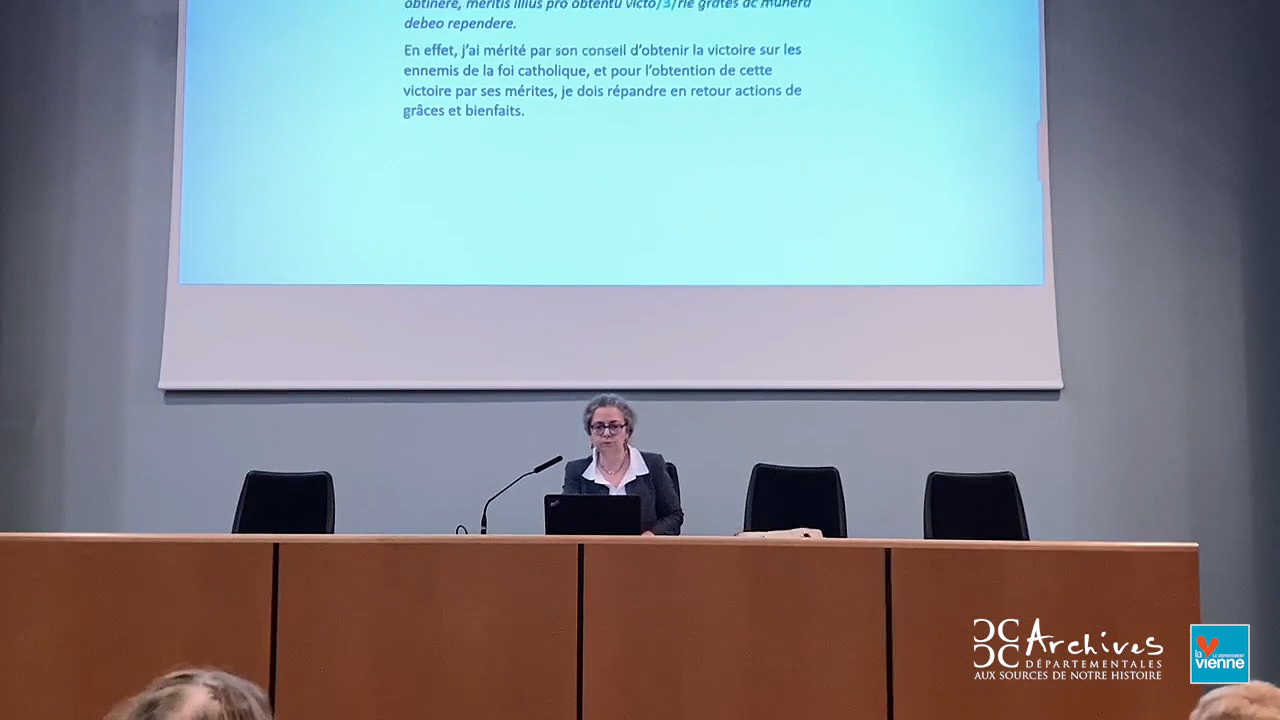 obtinere, meritis illius pro obtentu victo/3/rie grates ac munera
debeo rependere.
En effet, j’ai mérité par son conseil d’obtenir la victoire sur les
ennemis de la foi catholique, et pour l’obtention de cette
victoire par ses mérites, je dois répandre en retour actions de
grâces et bienfaits.
Archives
DÉPARTEMENTALES
AUX SOURCES DE NOTRE HISTOIRE
la
LE DÉPARTEMENT
vienne